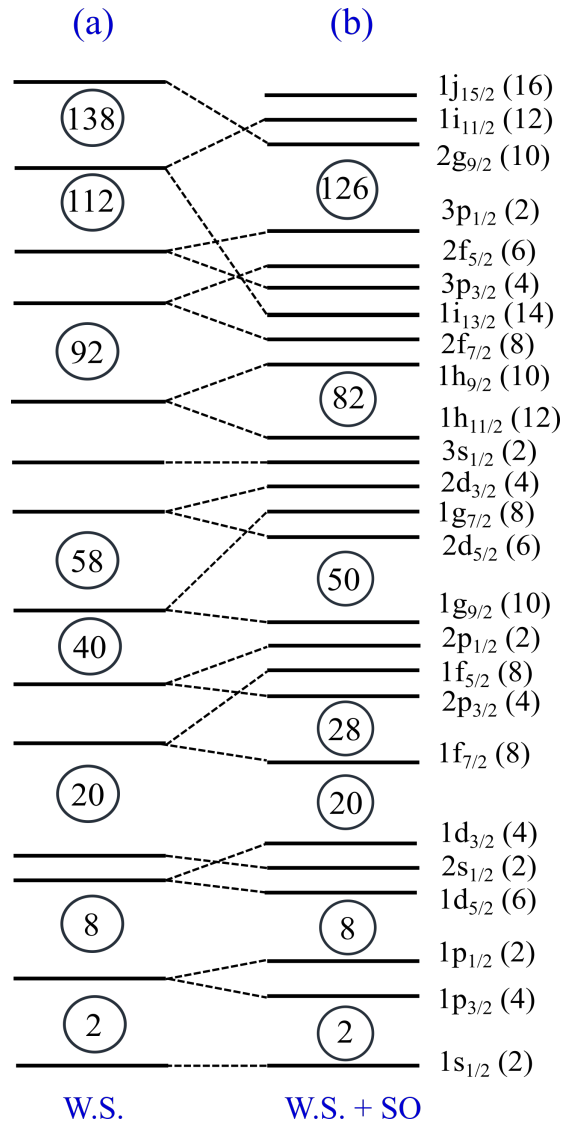 (a)
(b)
138
112
92
58
40
20
8
2
W.S.
126
82
50
28
20
8
2
W.S. + SO
1j15/2 (16)
1i11/2 (12)
2g9/2 (10)
3p1/2 (2)
2f5/2 (6)
3p3/2 (4)
1i13/2 (14)
2f7/2 (8)
1h9/2 (10)
1h11/2 (12)
3s1/2 (2)
2d3/2 (4)
1g7/2 (8)
2d5/2 (6)
1g9/2 (10)
2p1/2 (2)
1f5/2 (8)
2p3/2 (4)
1f7/2 (8)
1d3/2 (4)
2s1/2 (2)
1d5/2 (6)
1p1/2 (2)
1p3/2 (4)
1s1/2 (2)